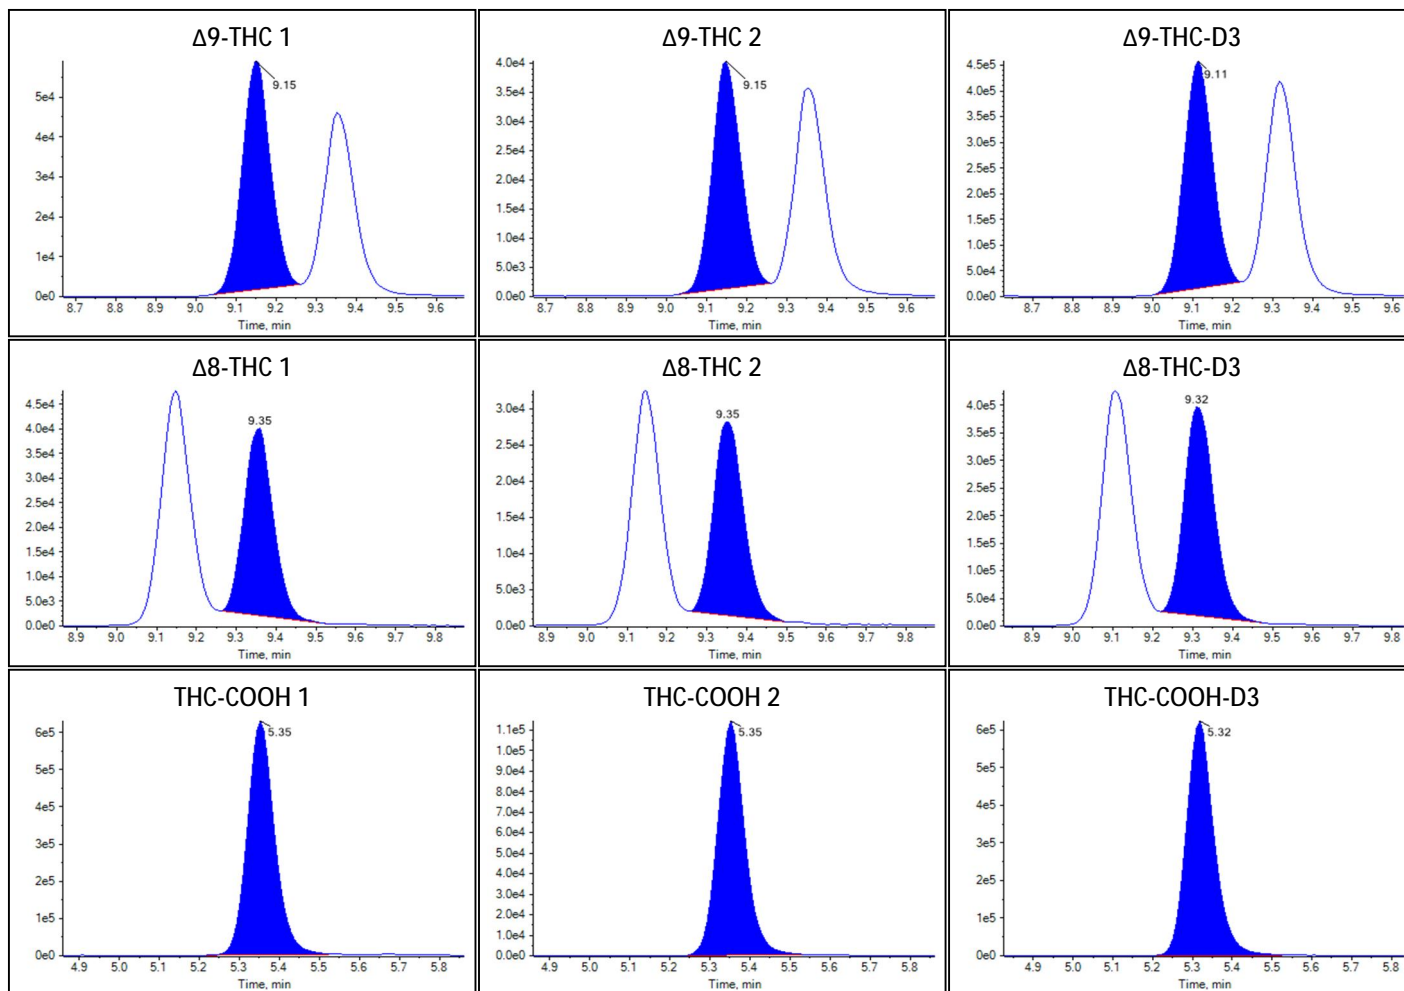 Δ9-THC 1
9.15
5e4
4e4
3e4
2e4
1e4
0e0
8.7 8.8 8.9 9.0 9.1 9.2 9.3 9.4 9.5 9.6
Time, min
Δ9-THC 2
9.15
4.0e4
3.5e4
3.0e4
2.5e4
2.0e4
1.5e4
1.0e4
5.0e3
0.0e0
8.7 8.8 8.9 9.0 9.1 9.2 9.3 9.4 9.5 9.6
Time, min
Δ9-THC-D3
9.11
4.5e5
4.0e5
3.5e5
3.0e5
2.5e5
2.0e5
1.5e5
1.0e5
5.0e4
0.0e0
8.7 8.8 8.9 9.0 9.1 9.2 9.3 9.4 9.5 9.6
Time, min
Δ8-THC 1
9.35
4.5e4
4.0e4
3.5e4
3.0e4
2.5e4
2.0e4
1.5e4
1.0e4
5.0e3
0.0e0
8.9 9.0 9.1 9.2 9.3 9.4 9.5 9.6 9.7 9.8
Time, min
Δ8-THC 2
9.35
3.0e4
2.5e4
2.0e4
1.5e4
1.0e4
5.0e3
0.0e0
8.9 9.0 9.1 9.2 9.3 9.4 9.5 9.6 9.7 9.8
Time, min
Δ8-THC-D3
9.32
4.0e5
3.5e5
3.0e5
2.5e5
2.0e5
1.5e5
1.0e5
5.0e4
0.0e0
8.9 9.0 9.1 9.2 9.3 9.4 9.5 9.6 9.7 9.8
Time, min
THC-COOH 1
5.35
6e5
5e5
4e5
3e5
2e5
1e5
0e0
4.9 5.0 5.1 5.2 5.3 5.4 5.5 5.6 5.7 5.8
Time, min
THC-COOH 2
5.35
1.1e5
1.0e5
9.0e4
8.0e4
7.0e4
6.0e4
5.0e4
4.0e4
3.0e4
2.0e4
1.0e4
0.0e0
4.9 5.0 5.1 5.2 5.3 5.4 5.5 5.6 5.7 5.8
Time, min
THC-COOH-D3
5.32
6e5
5e5
4e5
3e5
2e5
1e5
0e0
4.9 5.0 5.1 5.2 5.3 5.4 5.5 5.6 5.7 5.8
Time, min